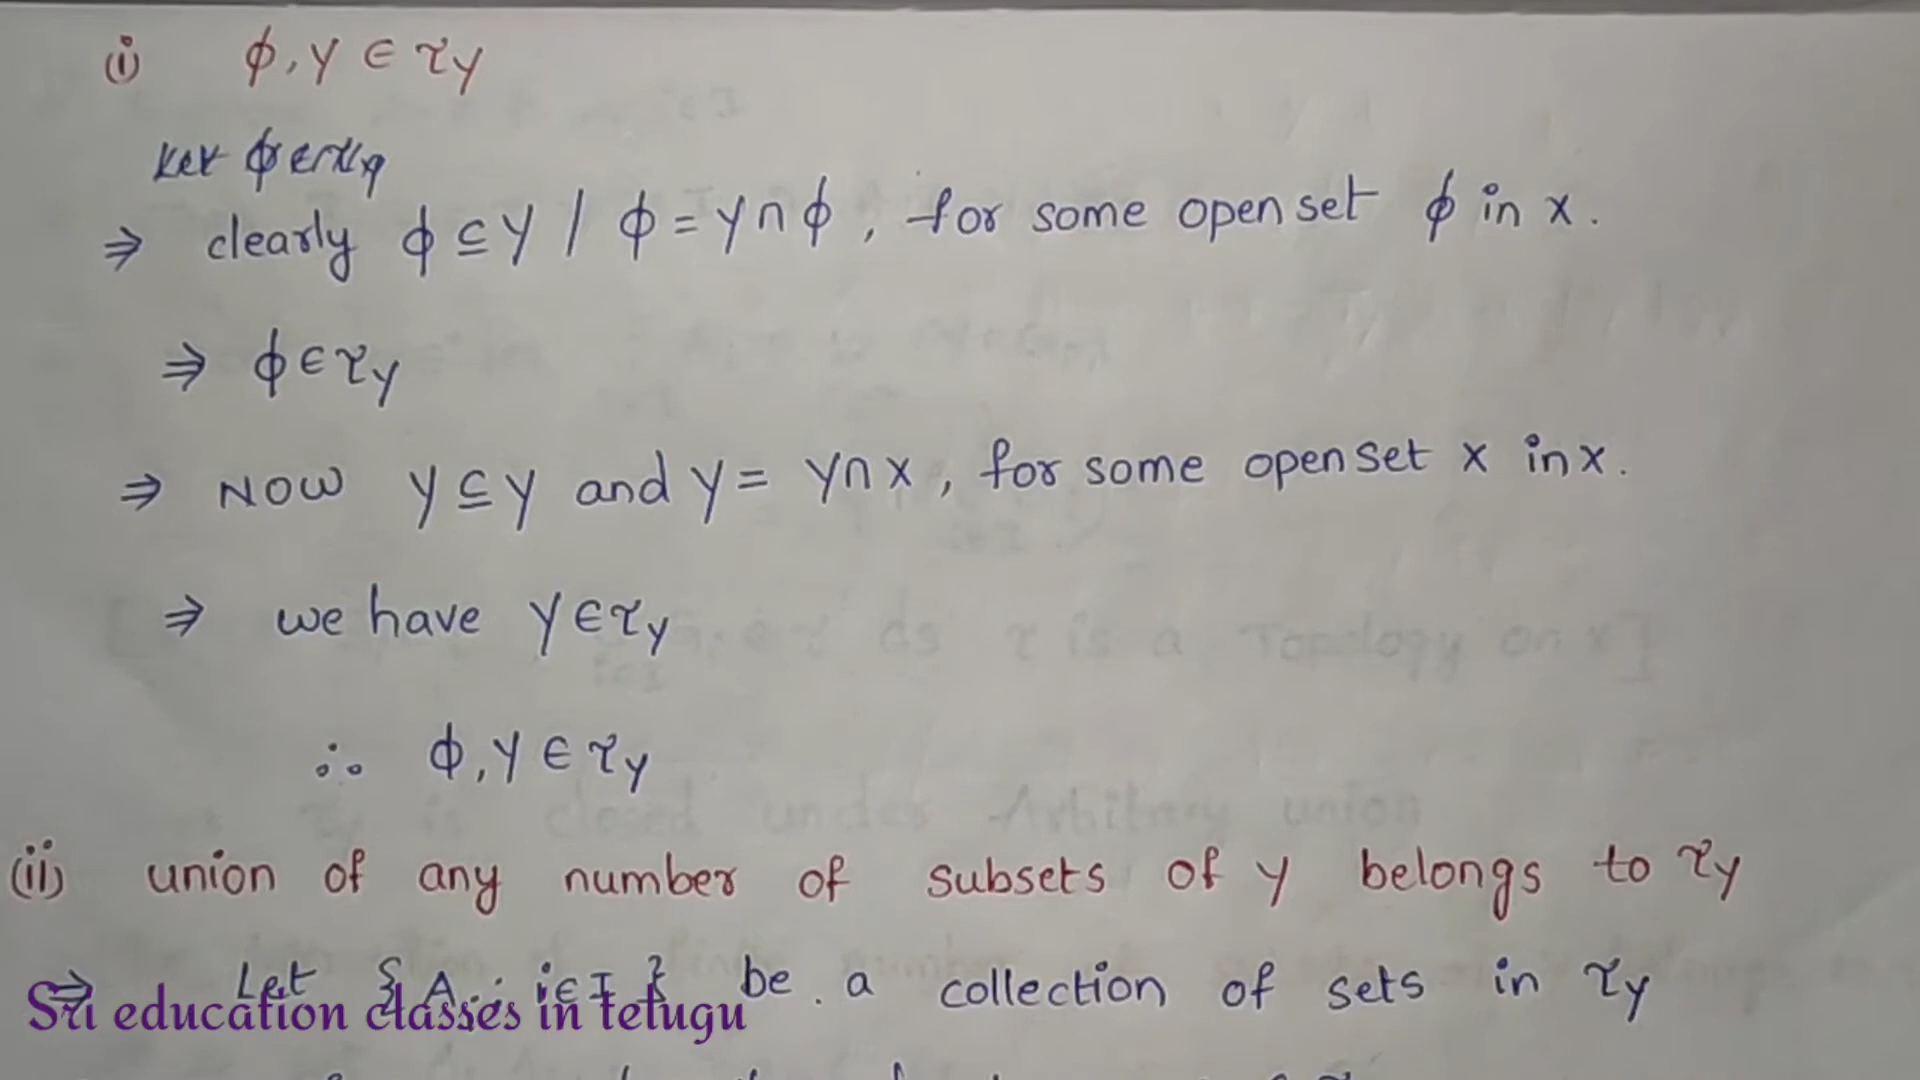 (i) ϕ, Y ∈ τY
Let
⇒ clearly ϕ ⊆ Y / ϕ = Y ∩ ϕ, for some open set ϕ in X.
⇒ ϕ ∈ τY
⇒ NOW Y ⊆ Y and Y = Y ∩ X, for some open set X in X.
⇒ we have Y ∈ τY
∴ ϕ, Y ∈ τY
(ii) union of any number of subsets of Y belongs to τY
⇒ Let {Ai ; i ∈ I} be a collection of sets in τY
Sri education classes in telugu